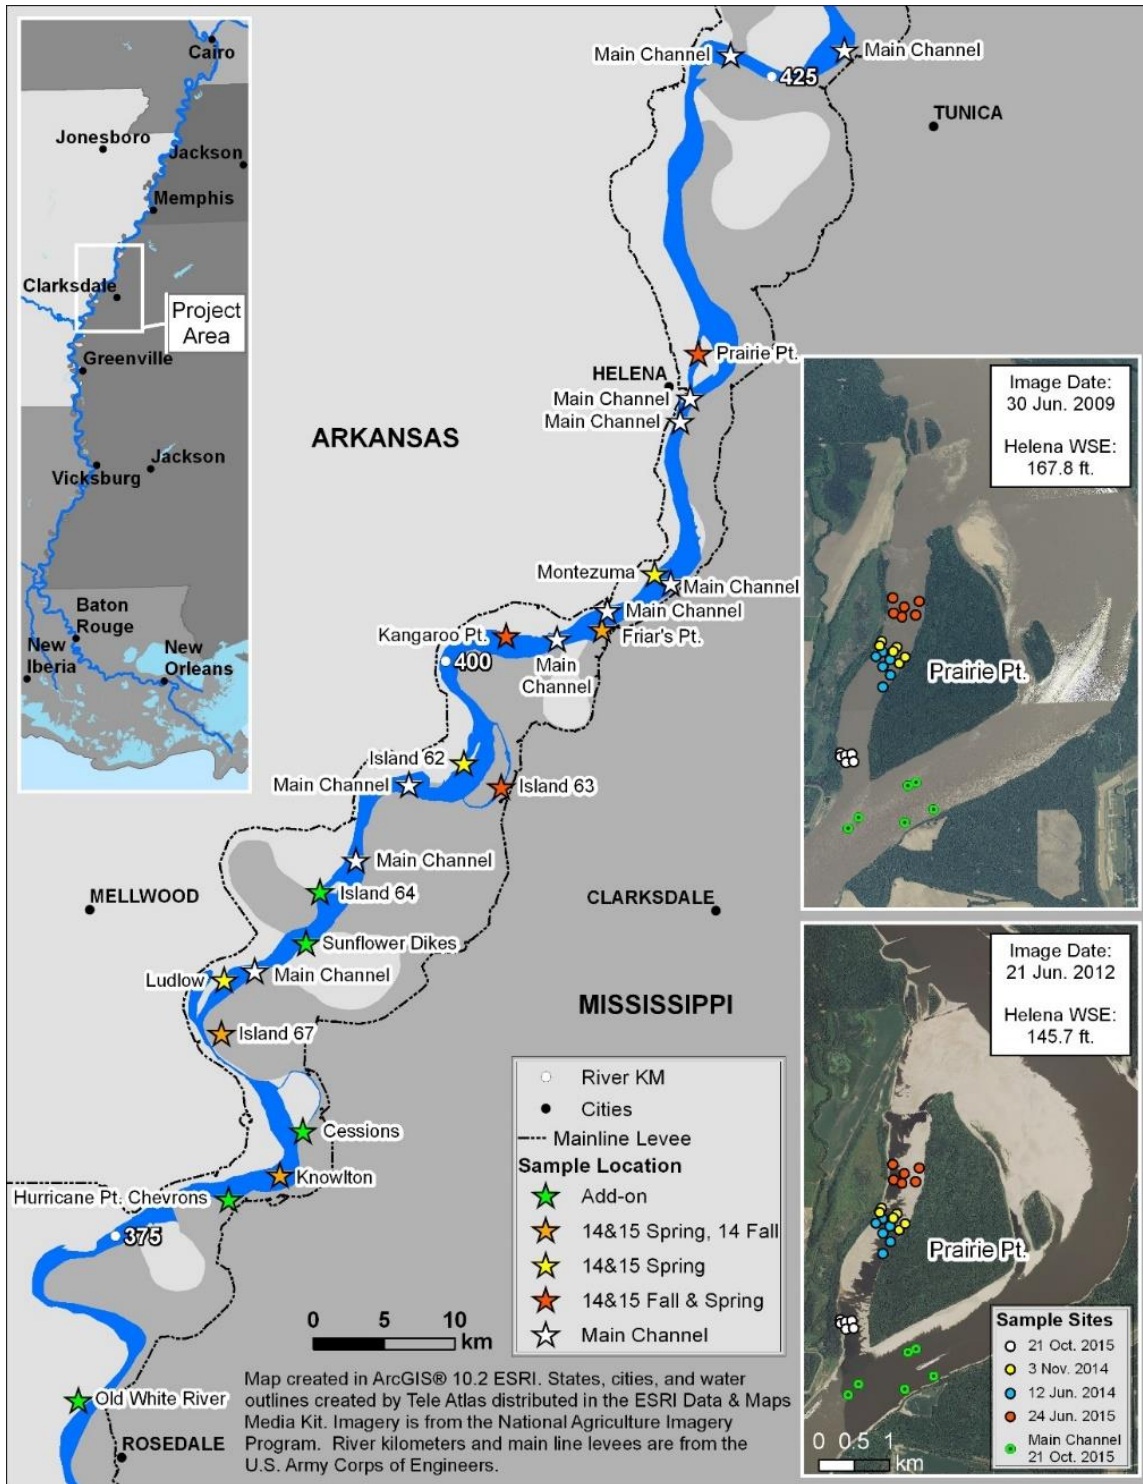 Cairo
Jonesboro
Jackson
Memphis
Clarksdale
Project
Area
Greenville
Jackson
Vicksburg
Baton
Rouge
New
Iberia
New
Orleans
Main Channel
425
Main Channel
TUNICA
Prairie Pt.
HELENA
Main Channel
Main Channel
ARKANSAS
Montezuma
Main Channel
Main Channel
Kangaroo Pt.
Friar's Pt.
Main
Channel
400
Island 62
Main Channel
Island 63
Main Channel
MELLWOOD
Island 64
CLARKSDALE
Sunflower Dikes
Main Channel
Ludlow
MISSISSIPPI
Island 67
Cessions
Knowlton
Hurricane Pt. Chevrons
375
Old White River
ROSEDALE
River KM
Cities
Mainline Levee
Sample Location
Add-on
14&15 Spring, 14 Fall
14&15 Spring
14&15 Fall & Spring
Main Channel
0 5 10
km
Map created in ArcGIS® 10.2 ESRI. States, cities, and water
outlines created by Tele Atlas distributed in the ESRI Data & Maps
Media Kit. Imagery is from the National Agriculture Imagery
Program. River kilometers and main line levees are from the
U.S. Army Corps of Engineers.
Image Date:
30 Jun. 2009
Helena WSE:
167.8 ft.
Prairie Pt.
Image Date:
21 Jun. 2012
Helena WSE:
145.7 ft.
Prairie Pt.
Sample Sites
21 Oct. 2015
3 Nov. 2014
12 Jun. 2014
24 Jun. 2015
Main Channel
21 Oct. 2015
0 0.5 1
km